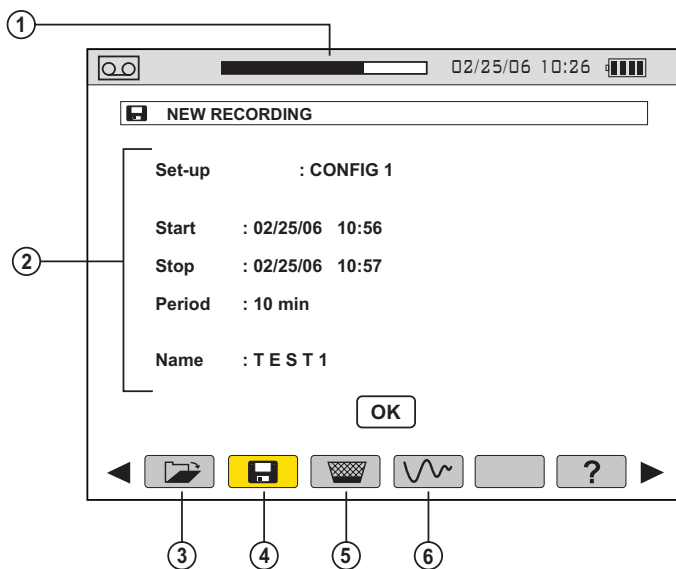 1
02/25/06 10:26
NEW RECORDING
Set-up : CONFIG 1
Start : 02/25/06 10:56
2
Stop : 02/25/06 10:57
Period : 10 min
Name : T E S T 1
OK
?
3 4 5 6